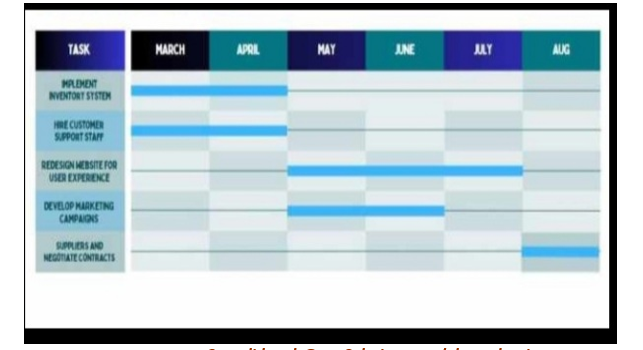 TASK MARCH APRIL MAY JUNE JULY AUG
IMPLEMENT
INVENTORY SYSTEM
HIRE CUSTOMER
SUPPORT STAFF
REDESIGN WEBSITE FOR
USER EXPERIENCE
DEVELOP MARKETING
CAMPAIGNS
SUPPLIERS AND
NEGOTIATE CONTRACTS